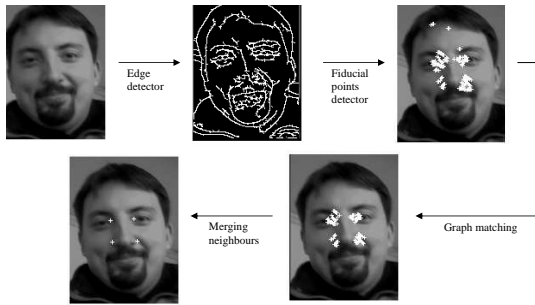 Edge
detector
Fiducial
points
detector
Graph matching
Merging
neighbours